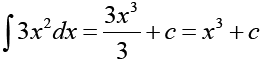 ∫3x²dx = 3x³/3 + c = x³ + c